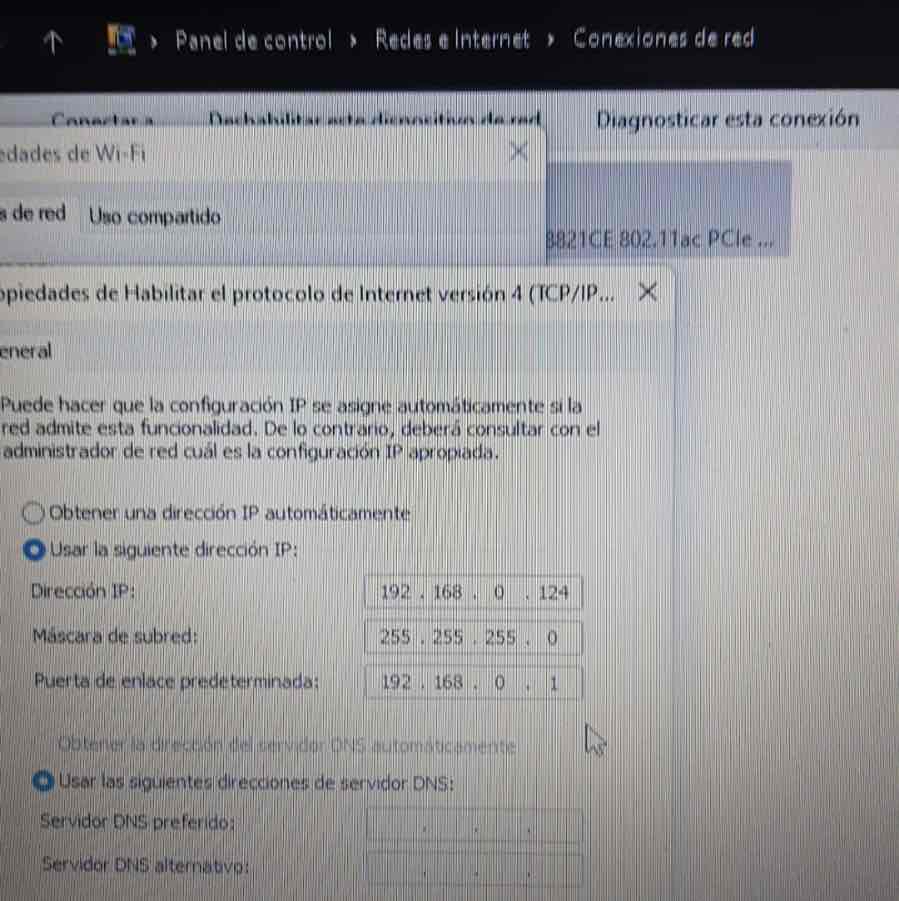 Panel de control › Redes e Internet › Conexiones de red
Conectar a Deshabilitar este dispositivo de red Diagnosticar esta conexión
edades de Wi-Fi
s de red Uso compartido
8821CE 802.11ac PCIe ...
opiedades de Habilitar el protocolo de Internet versión 4 (TCP/IP...
eneral
Puede hacer que la configuración IP se asigne automáticamente si la
red admite esta funcionalidad. De lo contrario, deberá consultar con el
administrador de red cuál es la configuración IP apropiada.
Obtener una dirección IP automáticamente
Usar la siguiente dirección IP:
Dirección IP: 192 . 168 . 0 . 124
Máscara de subred: 255 . 255 . 255 . 0
Puerta de enlace predeterminada: 192 . 168 . 0 . 1
Obtener la dirección del servidor DNS automáticamente
Usar las siguientes direcciones de servidor DNS:
Servidor DNS preferido: . . .
Servidor DNS alternativo: . . .